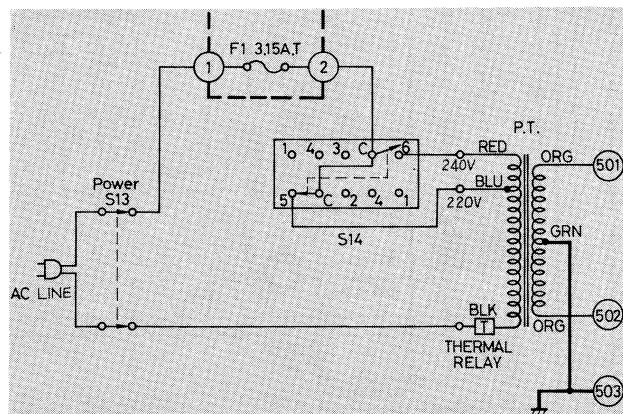 F1 3.15A.T
1
2
1 4 3 C 6
RED
P.T.
ORG
501
240V
BLU
Power
S13
5 C 2 4 1
220V
S14
GRN
AC LINE
BLK
T
ORG
502
THERMAL
RELAY
503